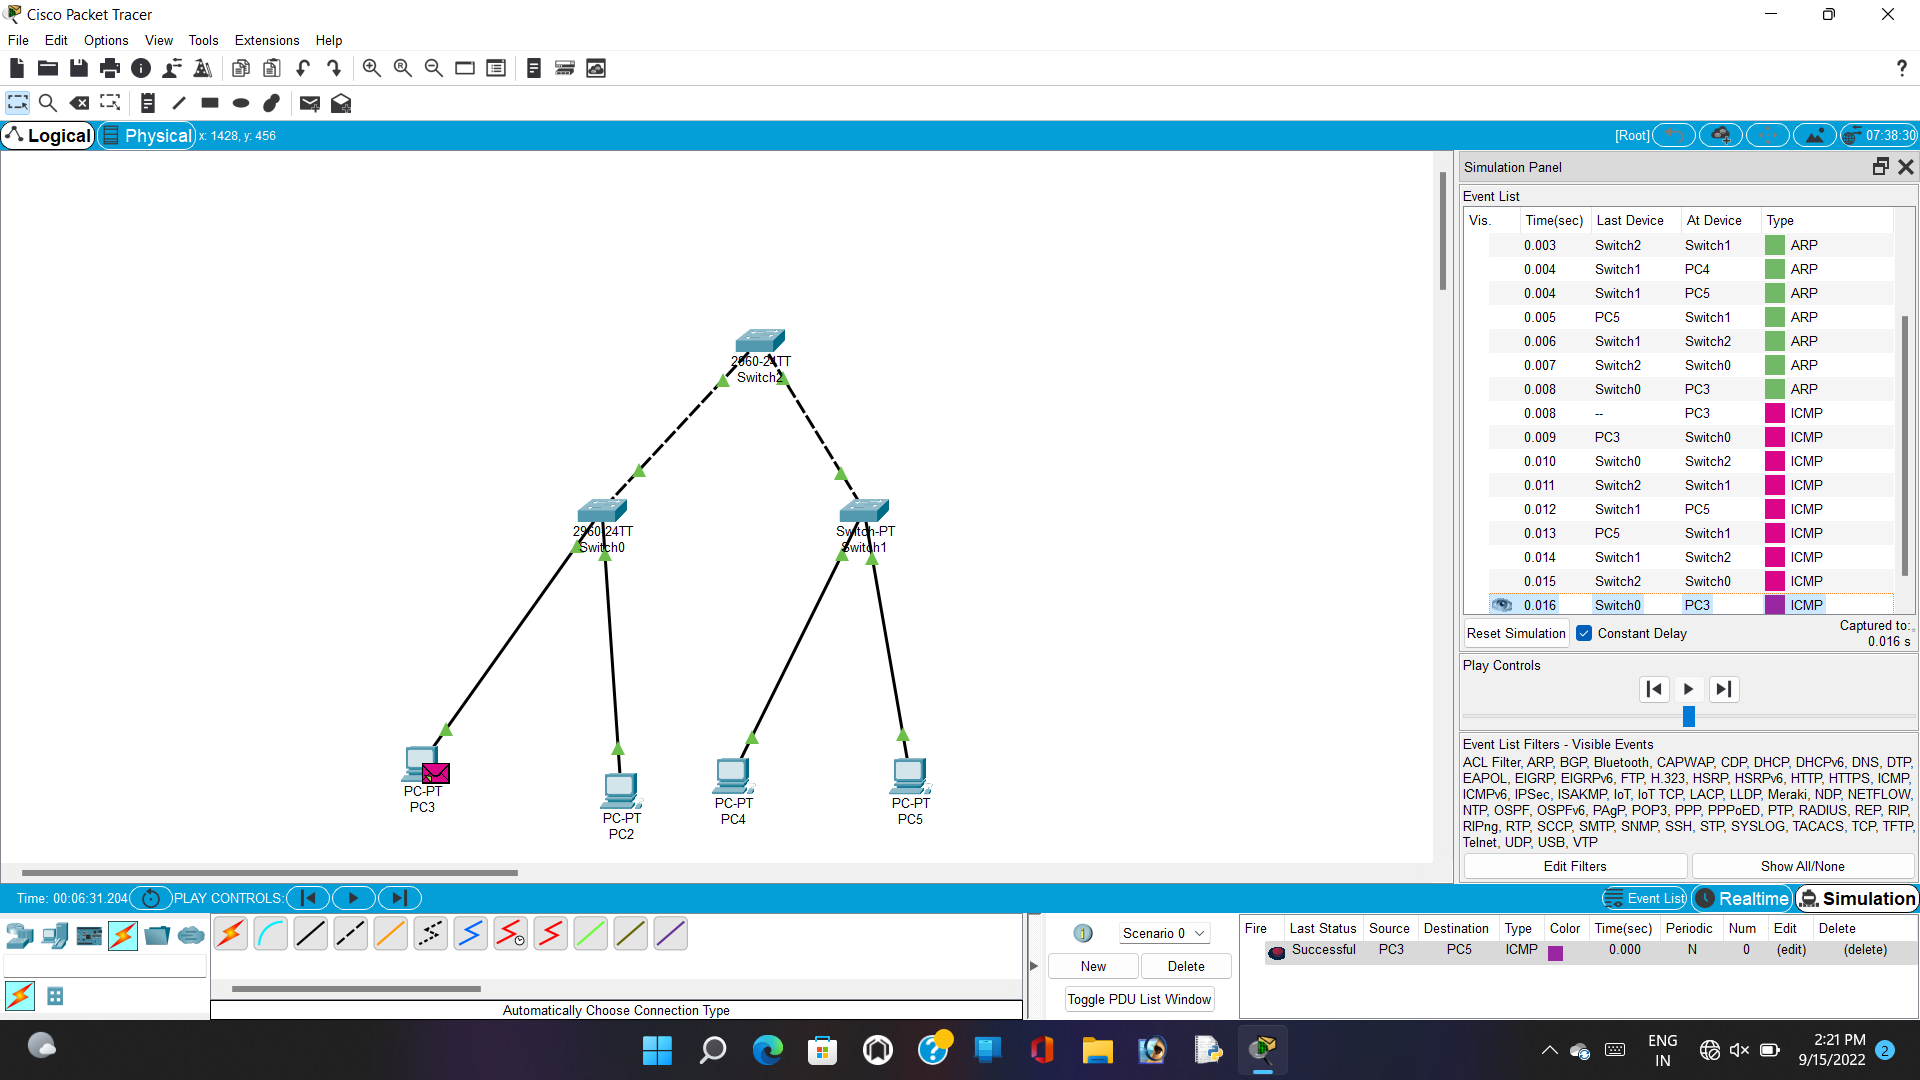 Cisco Packet Tracer
File Edit Options View Tools Extensions Help
?
Logical Physical x: 1428, y: 456 [Root] 07:38:30
Simulation Panel
Event List
Vis. Time(sec) Last Device At Device Type
0.003 Switch2 Switch1 ARP
0.004 Switch1 PC4 ARP
0.004 Switch1 PC5 ARP
0.005 PC5 Switch1 ARP
0.006 Switch1 Switch2 ARP
0.007 Switch2 Switch0 ARP
0.008 Switch0 PC3 ARP
0.008 -- PC3 ICMP
0.009 PC3 Switch0 ICMP
0.010 Switch0 Switch2 ICMP
0.011 Switch2 Switch1 ICMP
0.012 Switch1 PC5 ICMP
0.013 PC5 Switch1 ICMP
0.014 Switch1 Switch2 ICMP
0.015 Switch2 Switch0 ICMP
0.016 Switch0 PC3 ICMP
Reset Simulation Constant Delay Captured to:
0.016 s
Play Controls
Event List Filters - Visible Events
ACL Filter, ARP, BGP, Bluetooth, CAPWAP, CDP, DHCP, DHCPv6, DNS, DTP,
EAPOL, EIGRP, EIGRPv6, FTP, H.323, HSRP, HSRPv6, HTTP, HTTPS, ICMP,
ICMPv6, IPSec, ISAKMP, IoT, IoT TCP, LACP, LLDP, Meraki, NDP, NETFLOW,
NTP, OSPF, OSPFv6, PAgP, POP3, PPP, PPPoED, PTP, RADIUS, REP, RIP,
RIPng, RTP, SCCP, SMTP, SNMP, SSH, STP, SYSLOG, TACACS, TCP, TFTP,
Telnet, UDP, USB, VTP
Edit Filters Show All/None
2960-24TT
Switch2
2960-24TT
Switch0
Switch-PT
Switch1
PC-PT
PC3
PC-PT
PC2
PC-PT
PC4
PC-PT
PC5
Time: 00:06:31.204 PLAY CONTROLS: Event List Realtime Simulation
Automatically Choose Connection Type
1 Scenario 0
New Delete
Toggle PDU List Window
Fire Last Status Source Destination Type Color Time(sec) Periodic Num Edit Delete
Successful PC3 PC5 ICMP 0.000 N 0 (edit) (delete)
ENG
IN
2:21 PM
9/15/2022
2